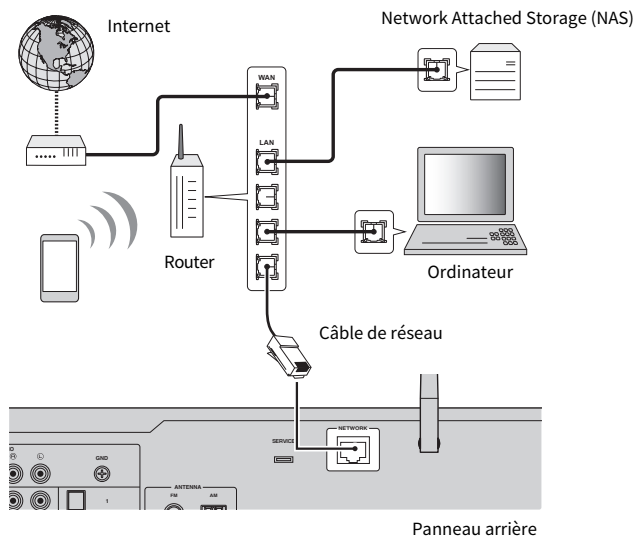 Internet
Network Attached Storage (NAS)
WAN
LAN
Router
Ordinateur
Câble de réseau
SERVICE
NETWORK
R
L
GND
ANTENNA
FM
AM
1
Panneau arrière